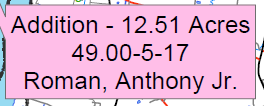 Addition - 12.51 Acres
49.00-5-17
Roman, Anthony Jr.